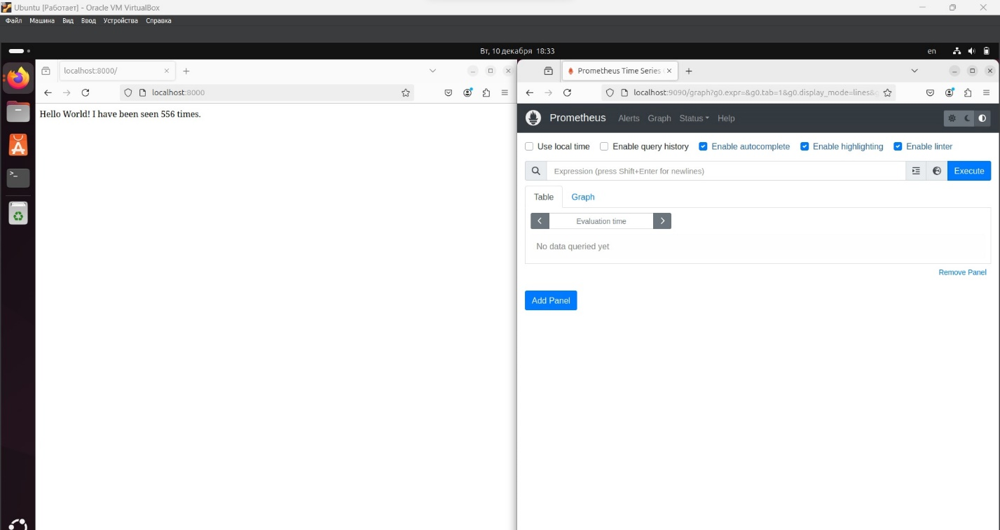 Ubuntu [Работает] - Oracle VM VirtualBox
Файл Машина Вид Ввод Устройства Справка
Вт, 10 декабря 18:33
en
localhost:8000/
localhost:8000
Hello World! I have been seen 556 times.
Prometheus Time Series
localhost:9090/graph?g0.expr=&g0.tab=1&g0.display_mode=lines&g
Prometheus Alerts Graph Status Help
Use local time Enable query history Enable autocomplete Enable highlighting Enable linter
Expression (press Shift+Enter for newlines) Execute
Table Graph
Evaluation time
No data queried yet
Remove Panel
Add Panel